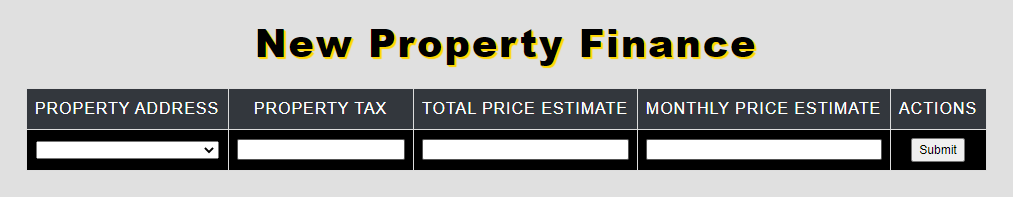 New Property Finance
PROPERTY ADDRESS PROPERTY TAX TOTAL PRICE ESTIMATE MONTHLY PRICE ESTIMATE ACTIONS
Submit